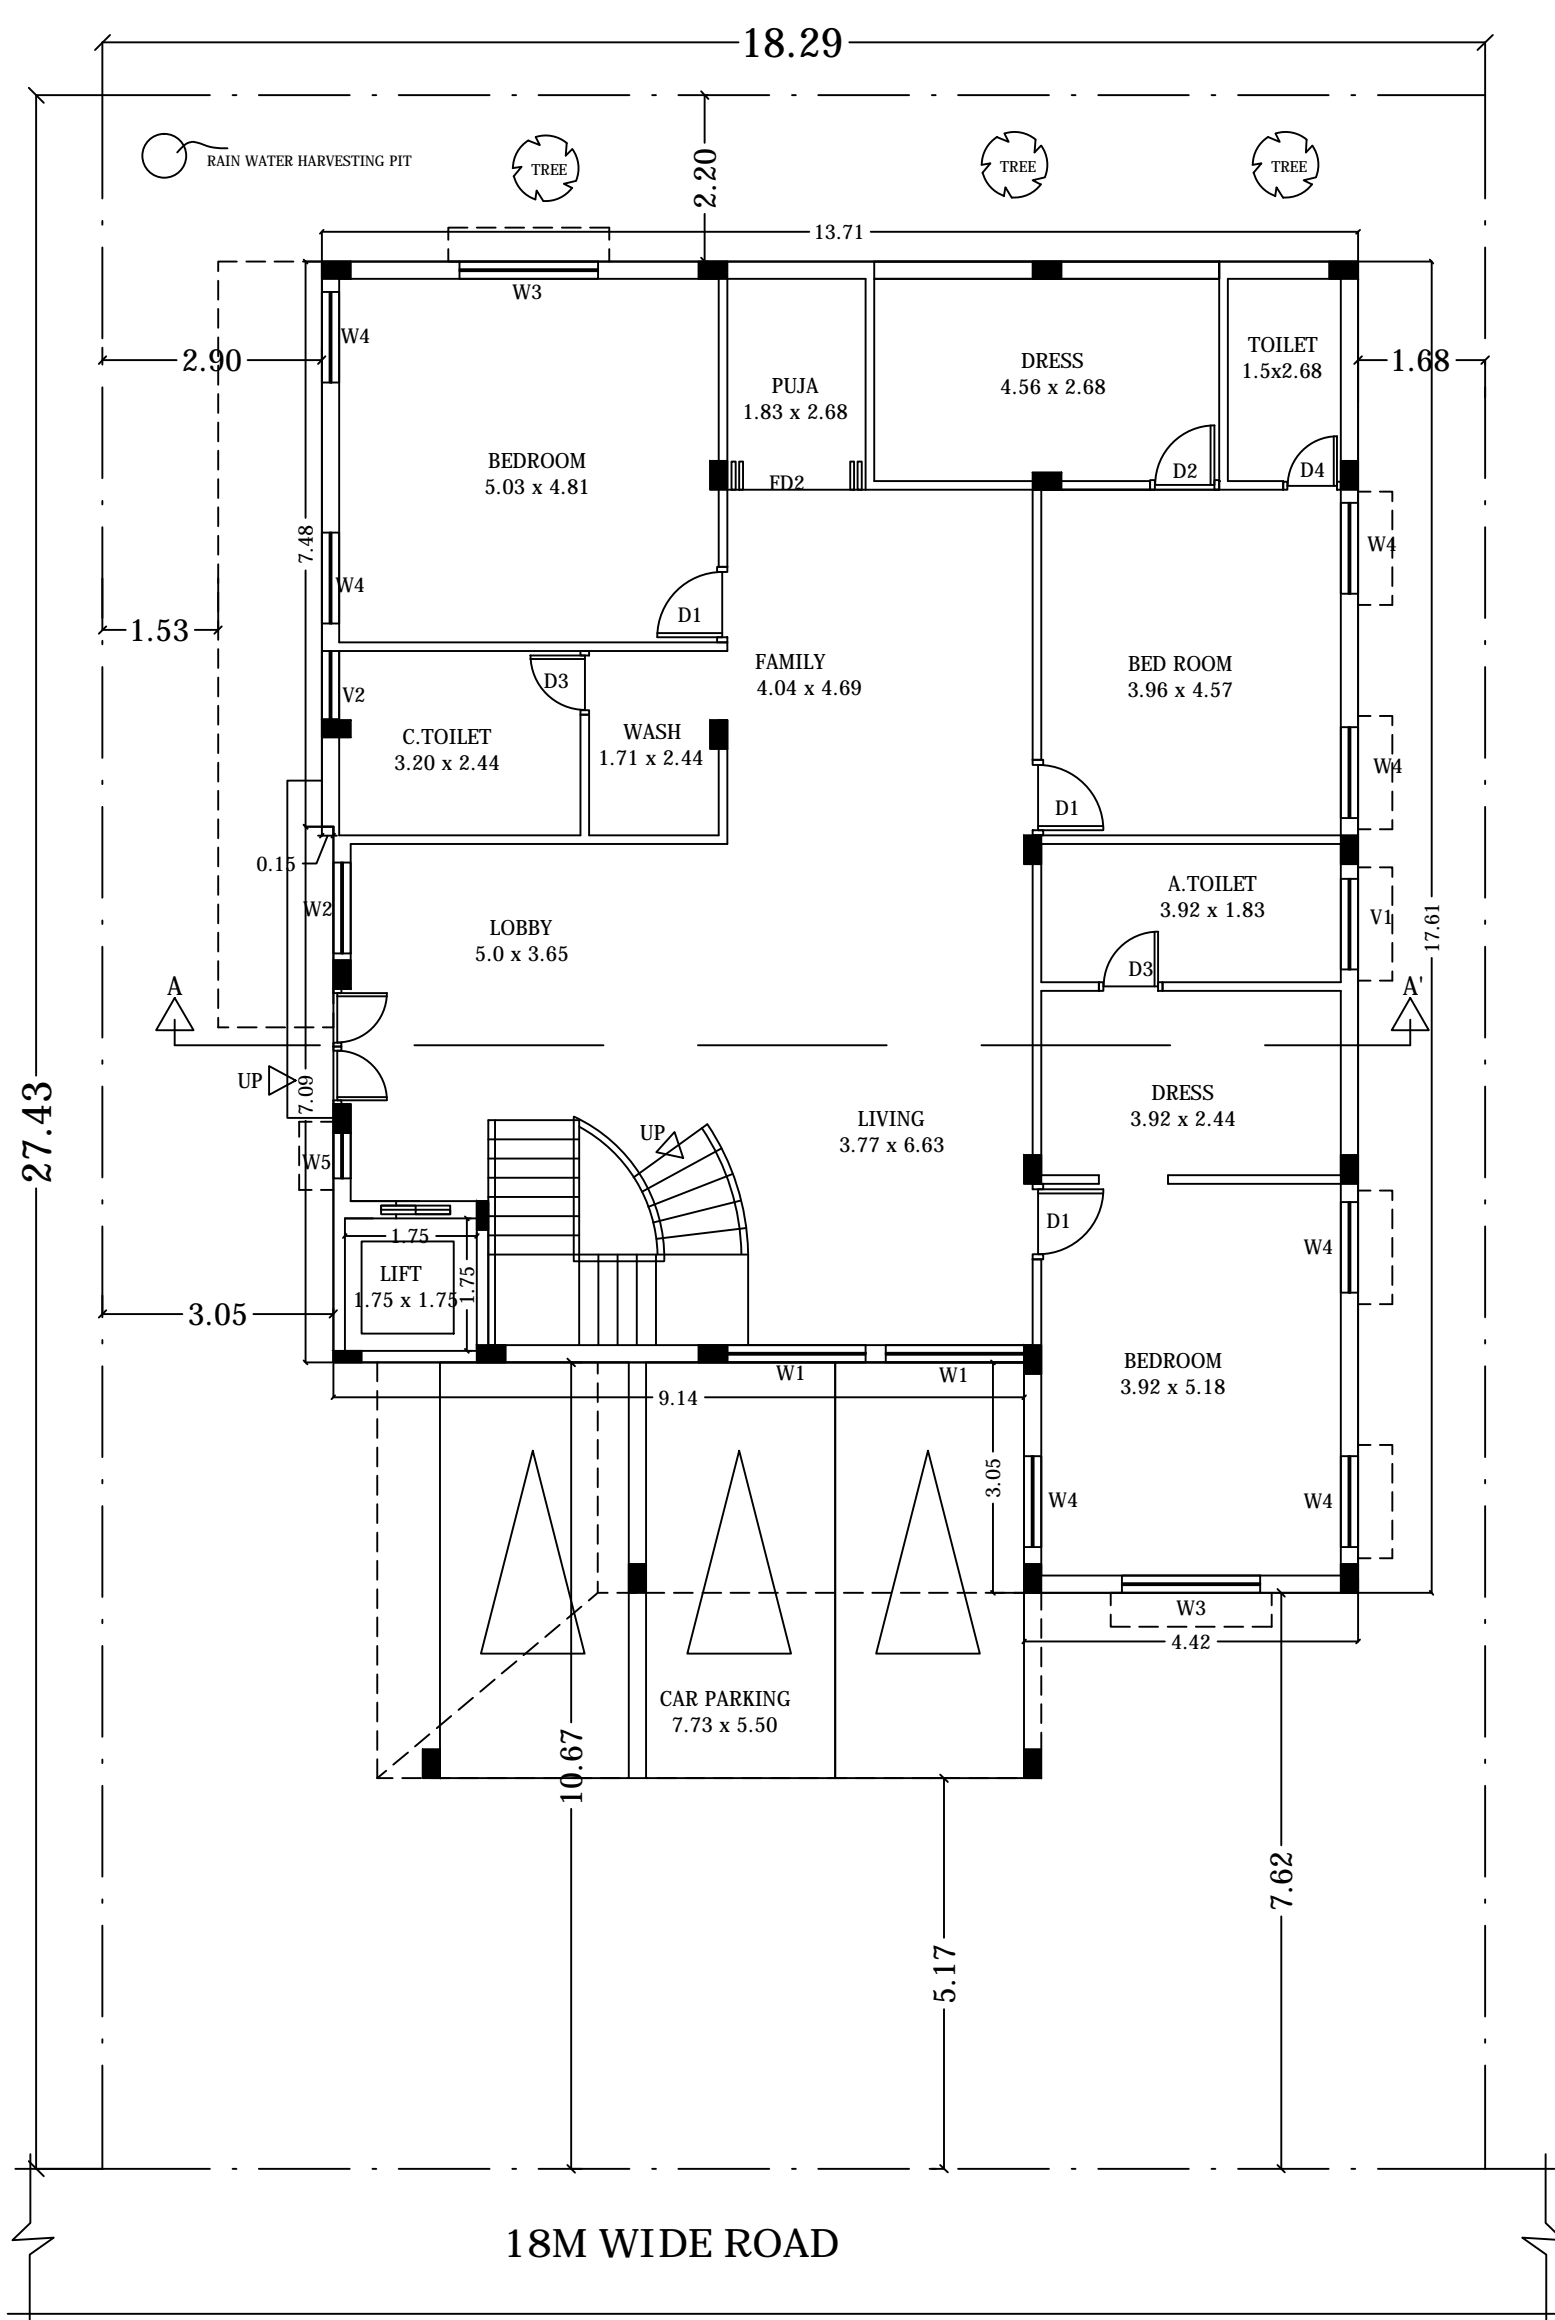 18.29
RAIN WATER HARVESTING PIT
TREE
TREE
TREE
2.20
13.71
W3
W4
2.90
1.68
TOILET
1.5x2.68
DRESS
4.56 x 2.68
PUJA
1.83 x 2.68
BEDROOM
5.03 x 4.81
FD2
D2
D4
7.48
W4
W4
D1
1.53
FAMILY
4.04 x 4.69
BED ROOM
3.96 x 4.57
D3
V2
C.TOILET
3.20 x 2.44
WASH
1.71 x 2.44
W4
D1
0.15
W2
A.TOILET
3.92 x 1.83
V1
17.61
LOBBY
5.0 x 3.65
D3
A
A'
UP
7.09
27.43
DRESS
3.92 x 2.44
LIVING
3.77 x 6.63
UP
W5
D1
1.75
W4
LIFT
1.75 x 1.75
1.75
3.05
BEDROOM
3.92 x 5.18
W1
W1
9.14
3.05
W4
W4
W3
4.42
CAR PARKING
7.73 x 5.50
10.67
7.62
5.17
18M WIDE ROAD